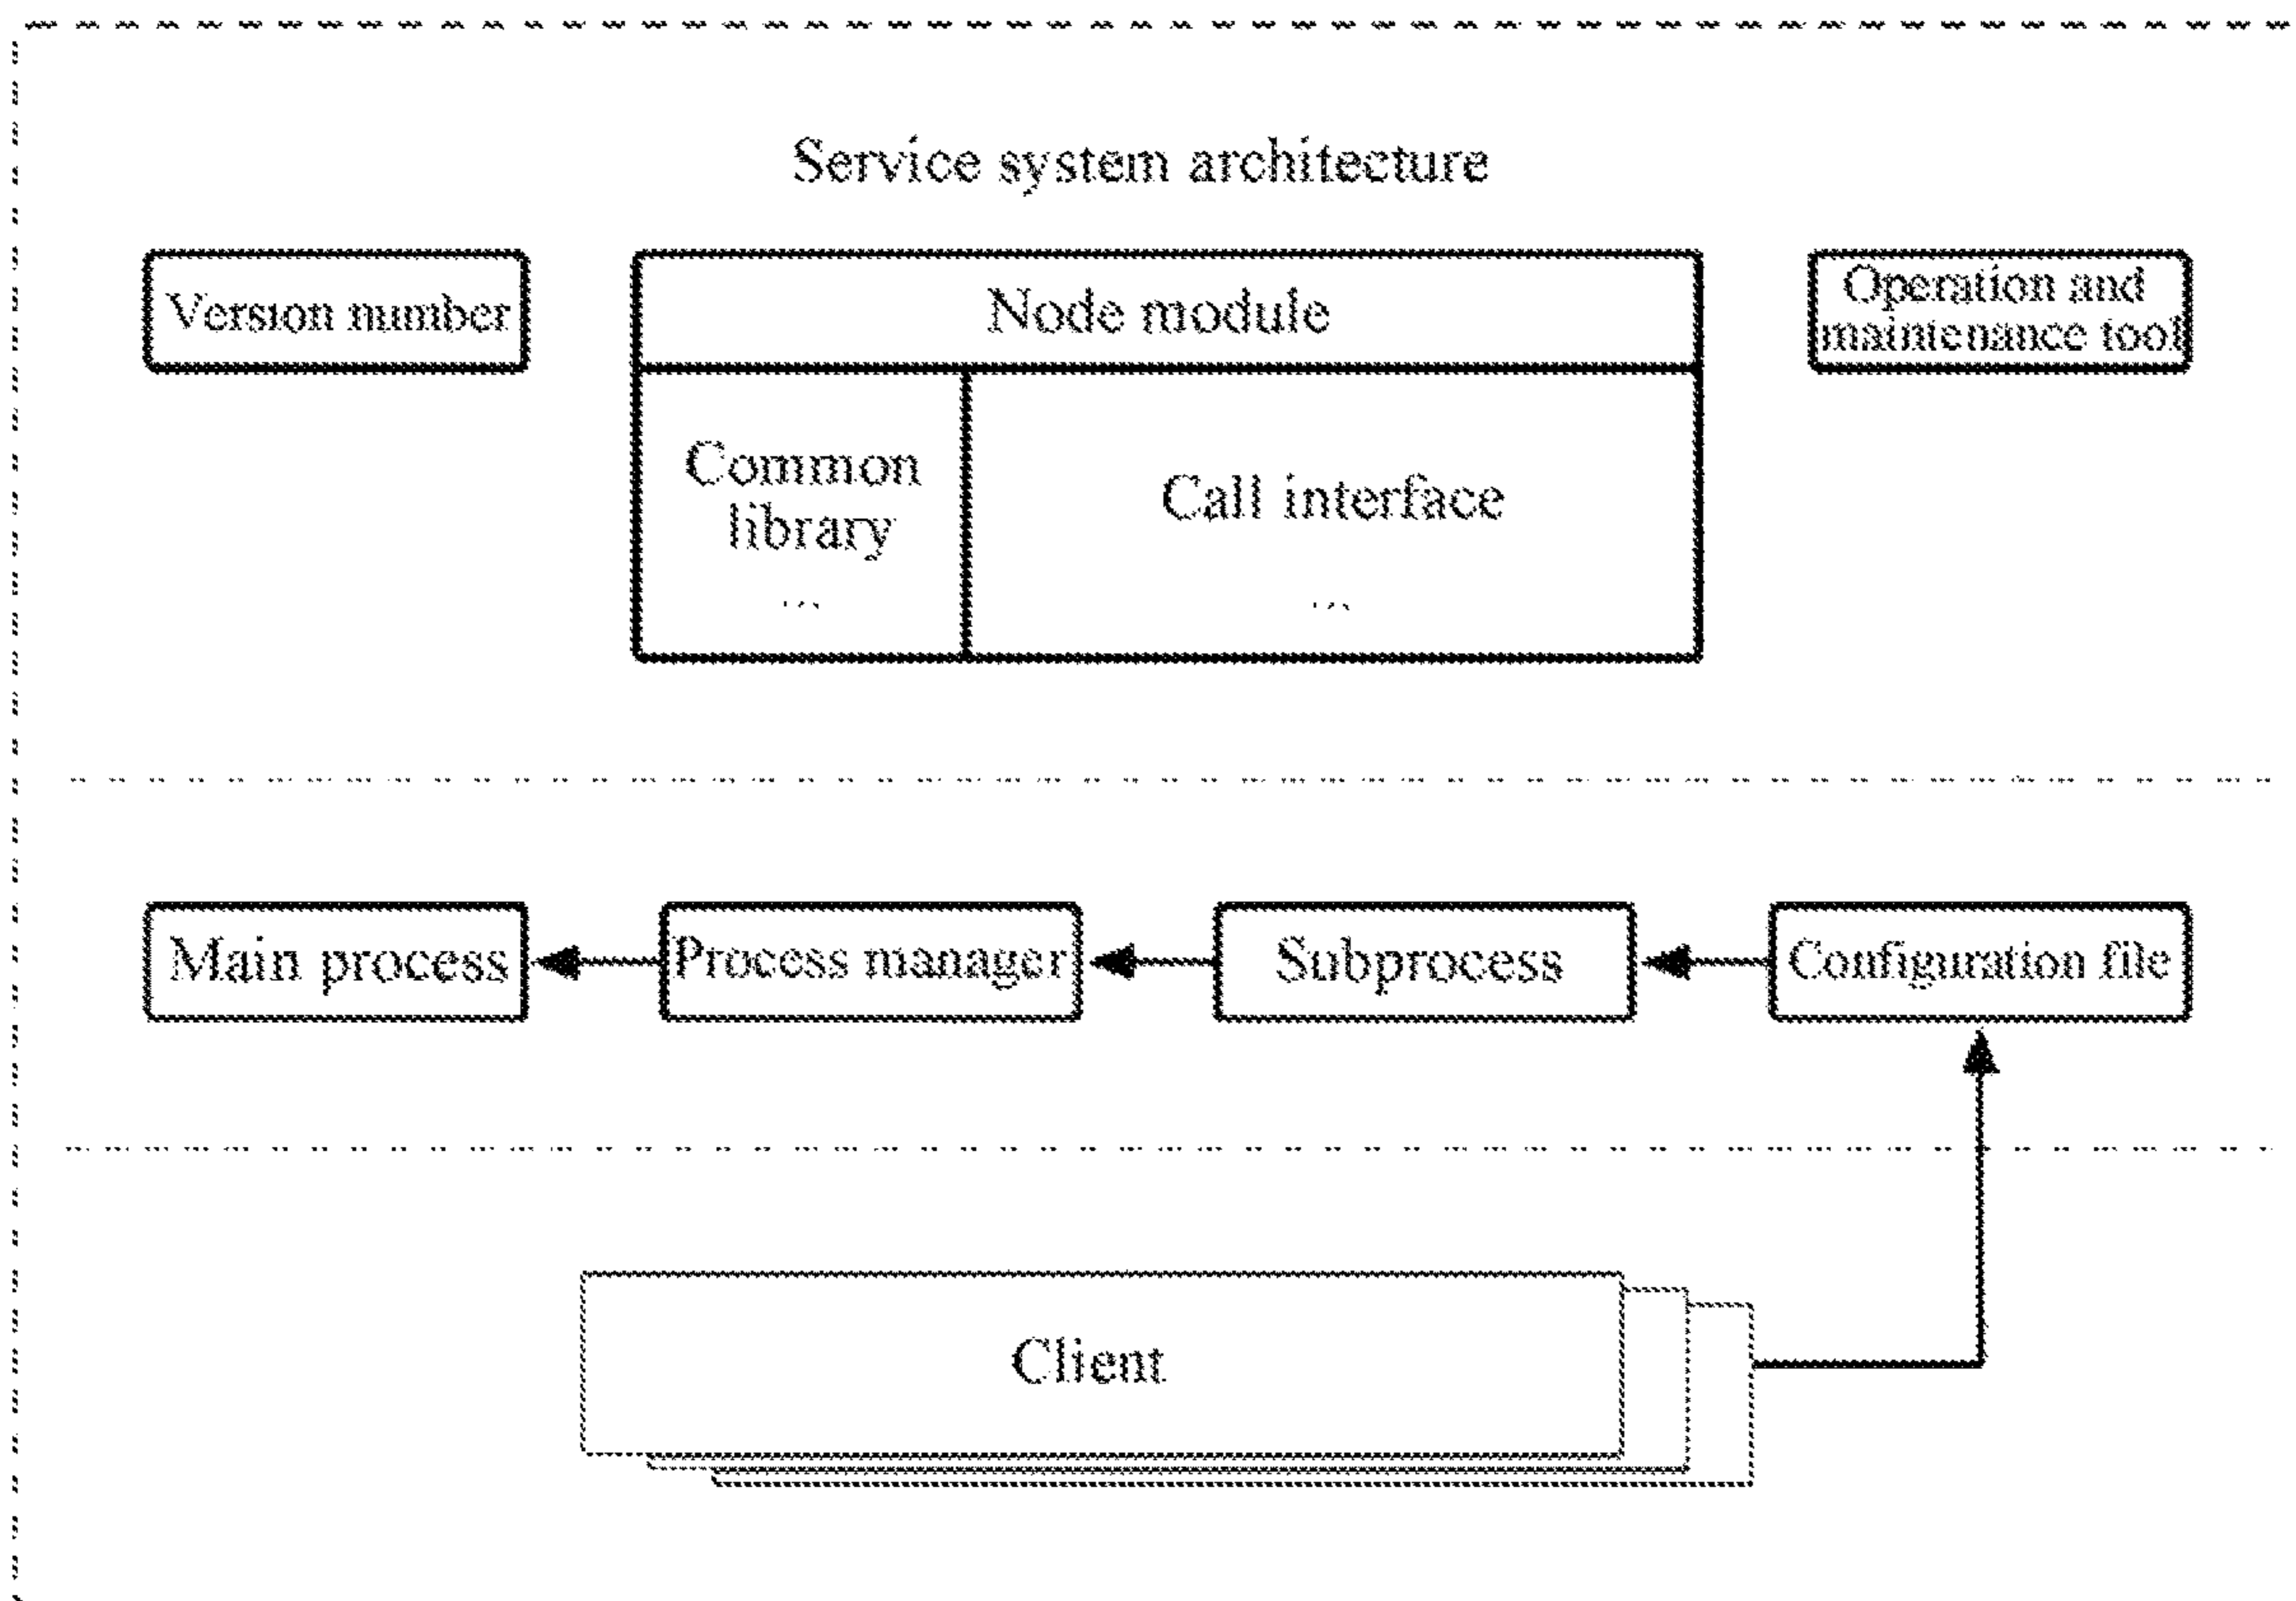 Service system architecture
Version number
Node module
Operation and
maintenance tool
Common
library
...
Call interface
...
Main process
Process manager
Subprocess
Configuration file
Client